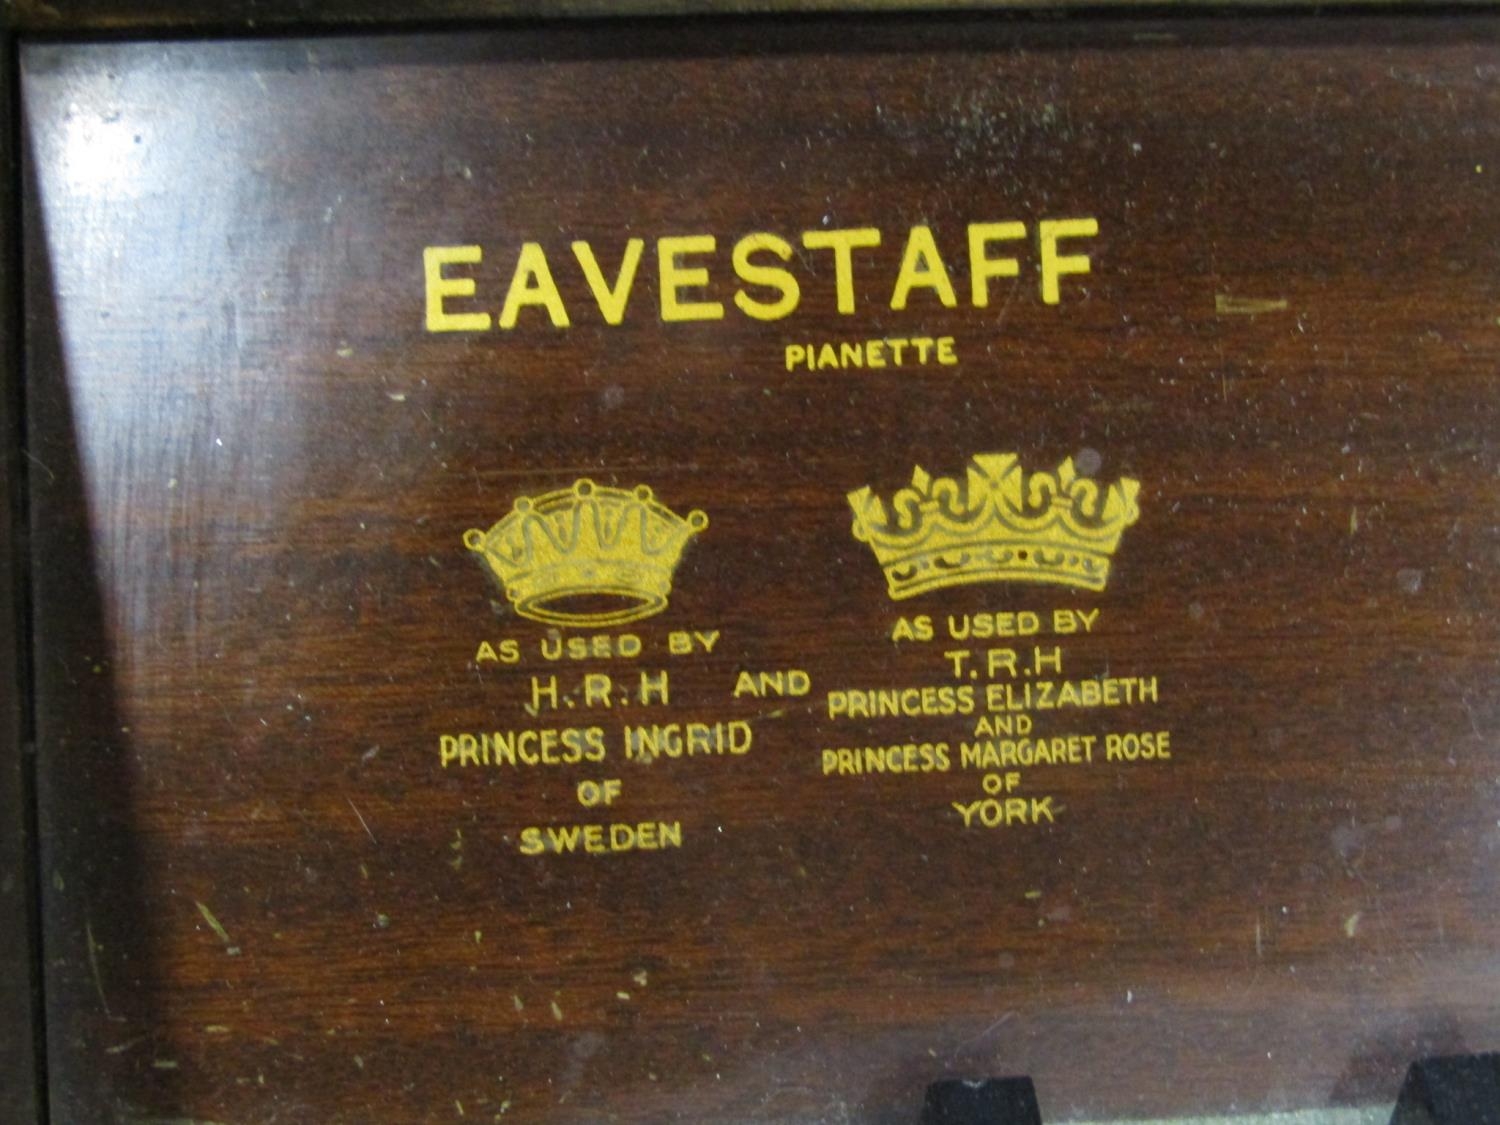 EAVESTAFF
PIANETTE
AS USED BY
H.R.H
PRINCESS INGRID
OF
SWEDEN
AND
AS USED BY
T.R.H
PRINCESS ELIZABETH
AND
PRINCESS MARGARET ROSE
OF
YORK